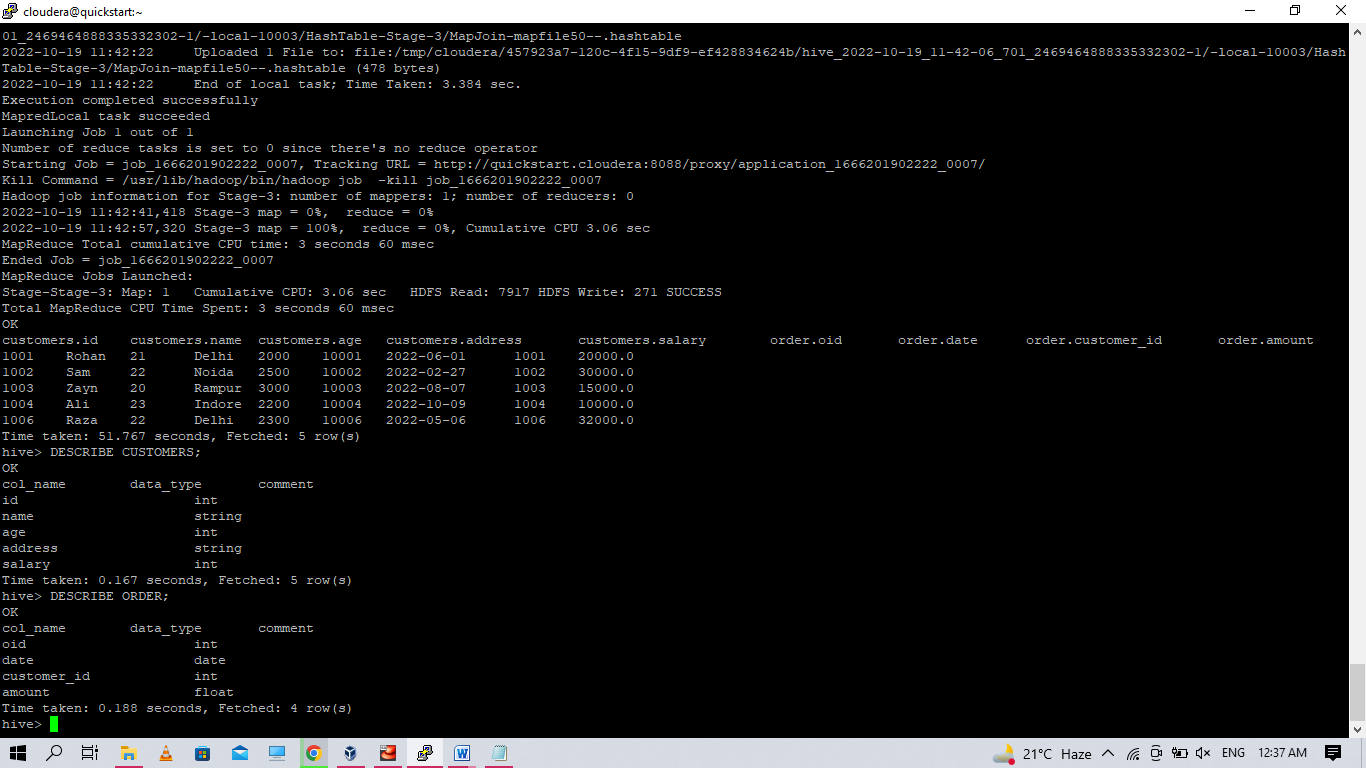 cloudera@quickstart:~
01_2469464888335332302-1/-local-10003/HashTable-Stage-3/MapJoin-mapfile50--.hashtable
2022-10-19 11:42:22     Uploaded 1 File to: file:/tmp/cloudera/457923a7-120c-4f15-9df9-ef428834624b/hive_2022-10-19_11-42-06_701_2469464888335332302-1/-local-10003/Hash
Table-Stage-3/MapJoin-mapfile50--.hashtable (478 bytes)
2022-10-19 11:42:22     End of local task; Time Taken: 3.384 sec.
Execution completed successfully
MapredLocal task succeeded
Launching Job 1 out of 1
Number of reduce tasks is set to 0 since there's no reduce operator
Starting Job = job_1666201902222_0007, Tracking URL = http://quickstart.cloudera:8088/proxy/application_1666201902222_0007/
Kill Command = /usr/lib/hadoop/bin/hadoop job  -kill job_1666201902222_0007
Hadoop job information for Stage-3: number of mappers: 1; number of reducers: 0
2022-10-19 11:42:41,418 Stage-3 map = 0%,  reduce = 0%
2022-10-19 11:42:57,320 Stage-3 map = 100%,  reduce = 0%, Cumulative CPU 3.06 sec
MapReduce Total cumulative CPU time: 3 seconds 60 msec
Ended Job = job_1666201902222_0007
MapReduce Jobs Launched:
Stage-Stage-3: Map: 1   Cumulative CPU: 3.06 sec   HDFS Read: 7917 HDFS Write: 271 SUCCESS
Total MapReduce CPU Time Spent: 3 seconds 60 msec
OK
customers.id    customers.name  customers.age   customers.address       customers.salary        order.oid       order.date      order.customer_id       order.amount
1001    Rohan   21      Delhi   2000    10001   2022-06-01      1001    20000.0
1002    Sam     22      Noida   2500    10002   2022-02-27      1002    30000.0
1003    Zayn    20      Rampur  3000    10003   2022-08-07      1003    15000.0
1004    Ali     23      Indore  2200    10004   2022-10-09      1004    10000.0
1006    Raza    22      Delhi   2300    10006   2022-05-06      1006    32000.0
Time taken: 51.767 seconds, Fetched: 5 row(s)
hive> DESCRIBE CUSTOMERS;
OK
col_name        data_type       comment
id                      int
name                    string
age                     int
address                 string
salary                  int
Time taken: 0.167 seconds, Fetched: 5 row(s)
hive> DESCRIBE ORDER;
OK
col_name        data_type       comment
oid                     int
date                    date
customer_id             int
amount                  float
Time taken: 0.188 seconds, Fetched: 4 row(s)
hive>
21°C Haze ENG 12:37 AM